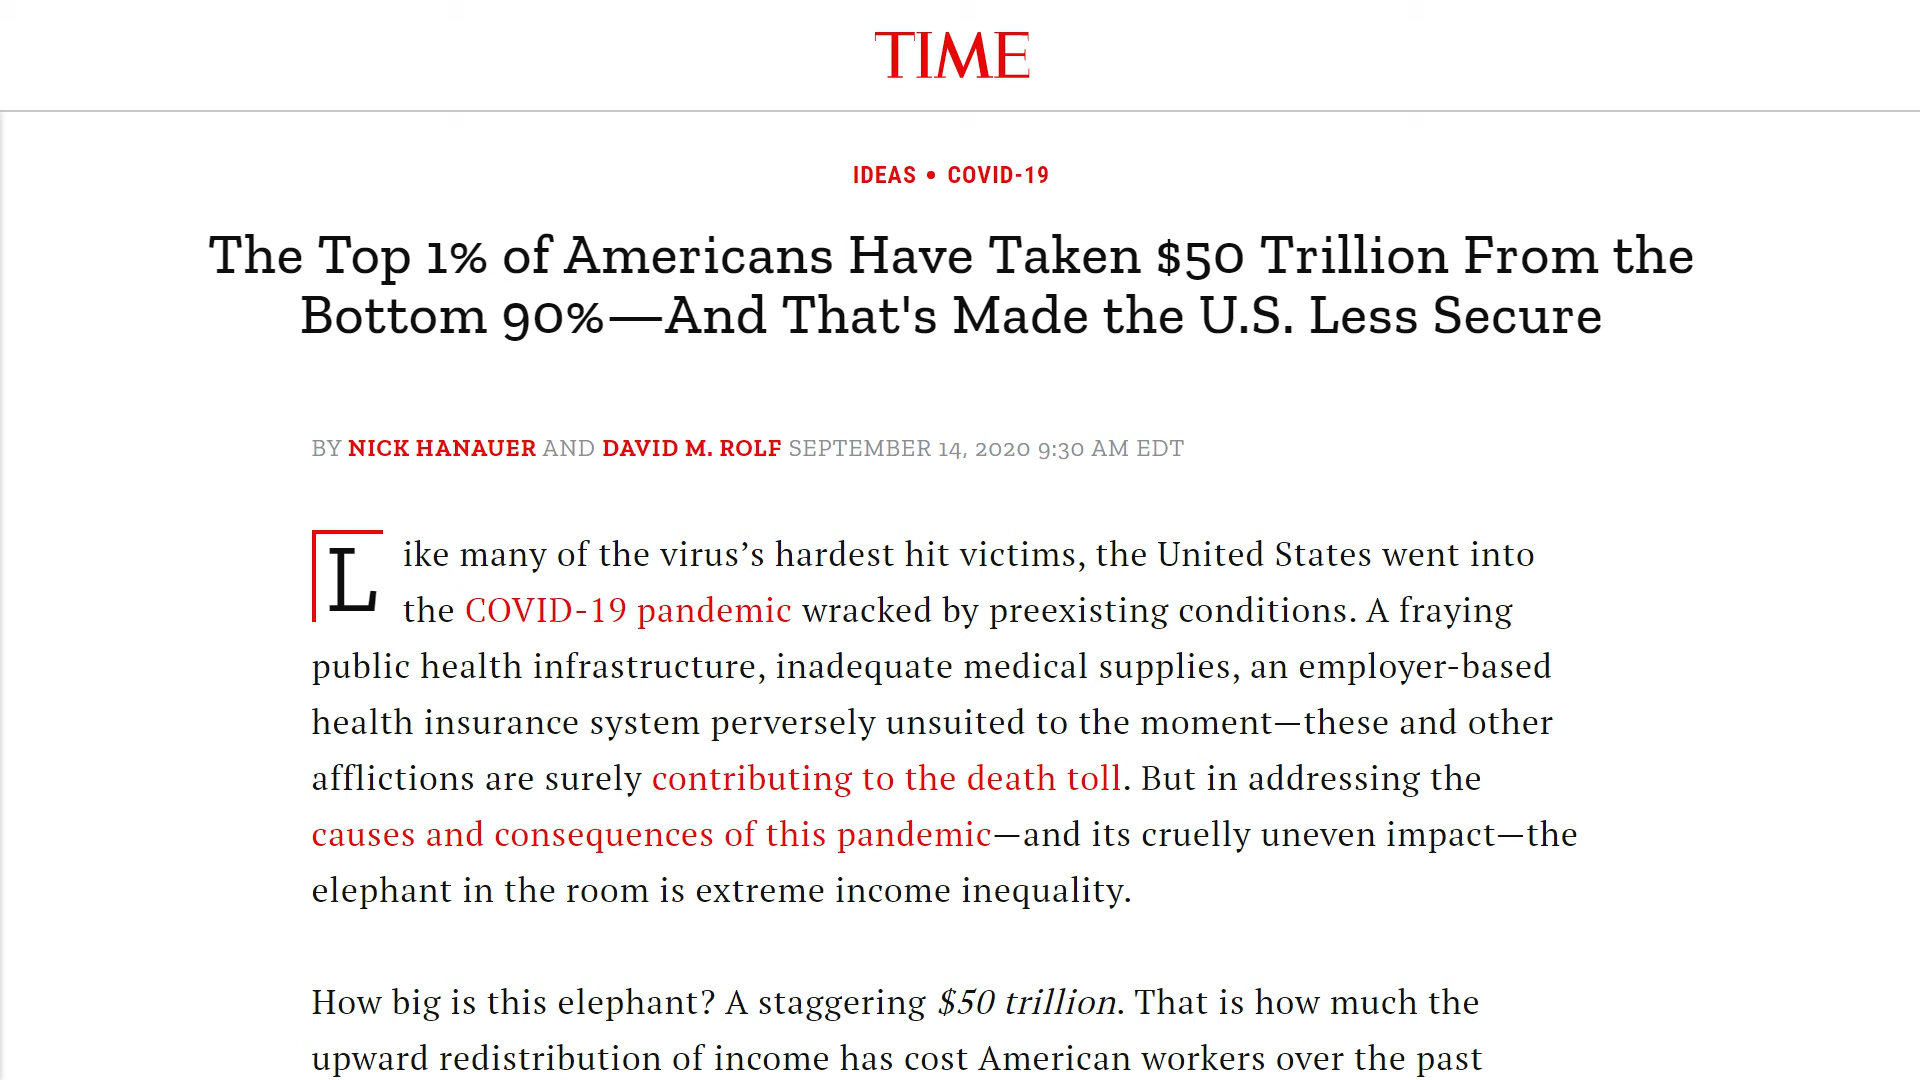 TIME
IDEAS • COVID-19
The Top 1% of Americans Have Taken $50 Trillion From the
Bottom 90%—And That's Made the U.S. Less Secure
BY NICK HANAUER AND DAVID M. ROLF SEPTEMBER 14, 2020 9:30 AM EDT
Like many of the virus’s hardest hit victims, the United States went into
the COVID-19 pandemic wracked by preexisting conditions. A fraying
public health infrastructure, inadequate medical supplies, an employer-based
health insurance system perversely unsuited to the moment—these and other
afflictions are surely contributing to the death toll. But in addressing the
causes and consequences of this pandemic—and its cruelly uneven impact—the
elephant in the room is extreme income inequality.
How big is this elephant? A staggering $50 trillion. That is how much the
upward redistribution of income has cost American workers over the past